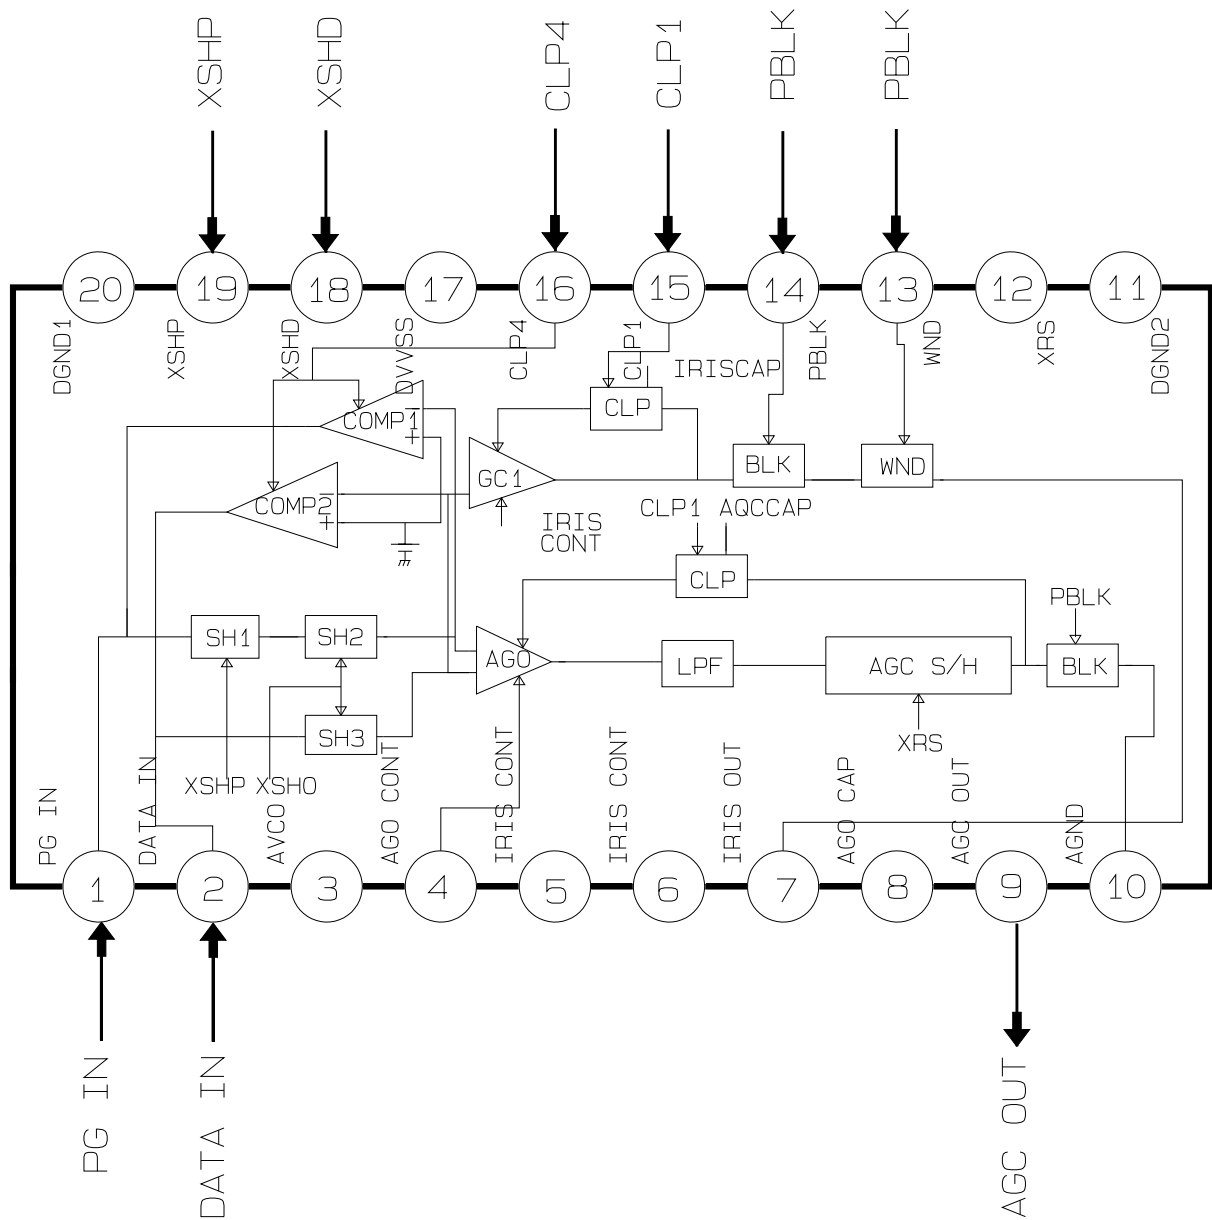 XSHP
XSHD
CLP4
CLP1
PBLK
PBLK
20
19
18
17
16
15
14
13
12
11
DGND1
XSHP
XSHD
DVVSS
CLP4
CLP1
IRISCAP
PBLK
WND
XRS
DGND2
COMP1
-
+
CLP
GC1
BLK
WND
COMP2
-
+
IRIS
CONT
CLP1
AQCCAP
CLP
PBLK
SH1
SH2
AGO
LPF
AGC S/H
BLK
SH3
XRS
XSHP
XSHO
PG IN
DATA IN
AVCO
AGO CONT
IRIS CONT
IRIS CONT
IRIS OUT
AGO CAP
AGC OUT
AGND
1
2
3
4
5
6
7
8
9
10
PG IN
DATA IN
AGC OUT